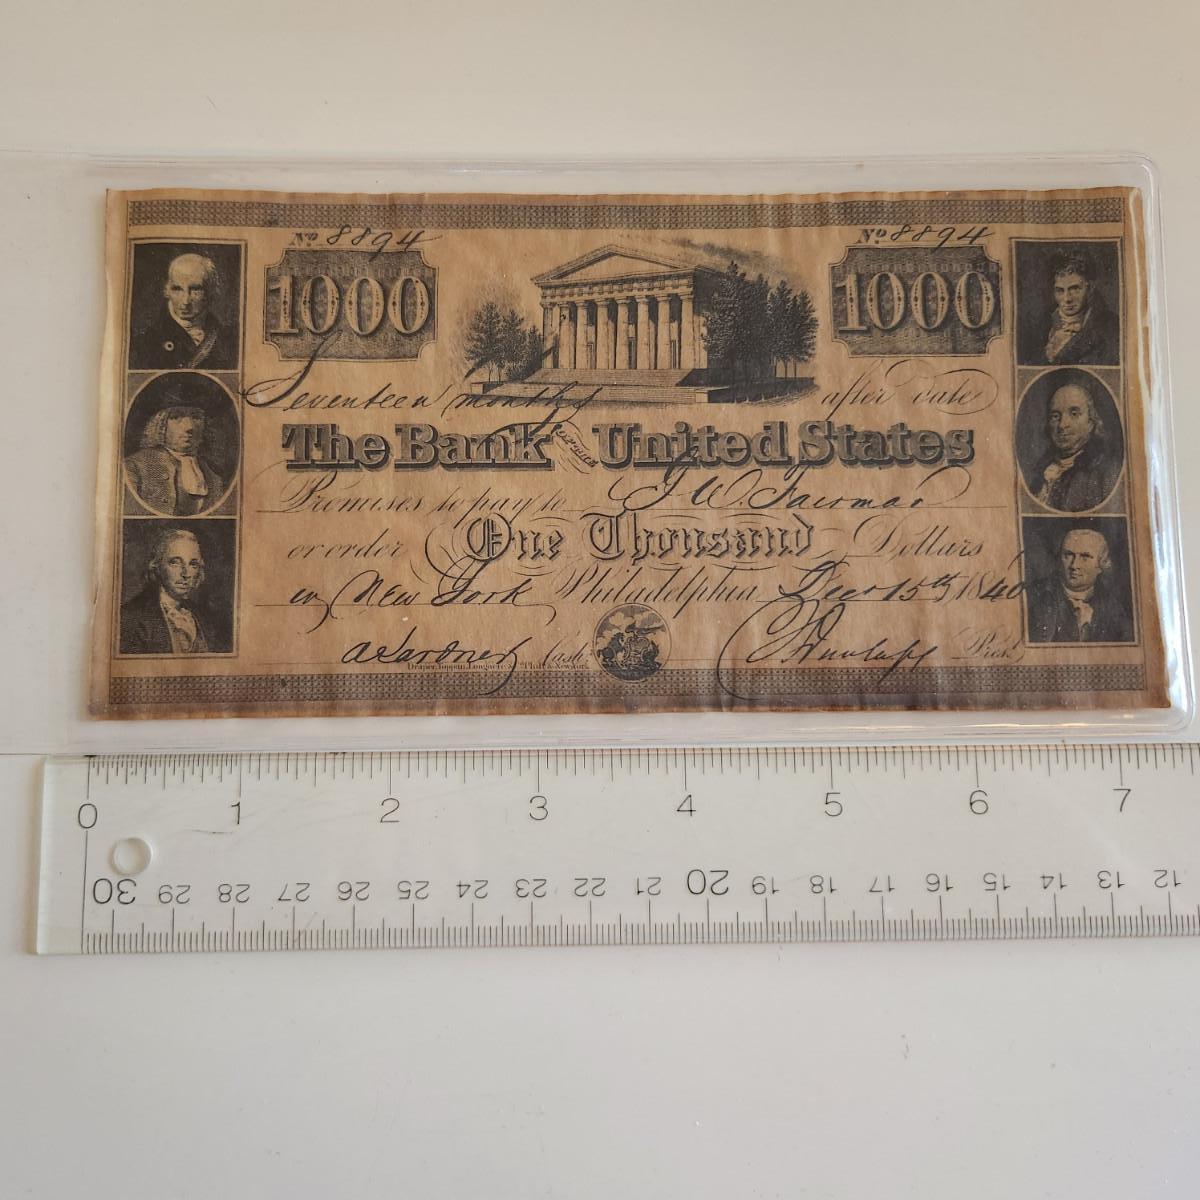 Nº 8894 Nº 8894
1000 1000
Seventeen months after date
The Bank United States
Promises to pay to
or order One Thousand Dollars
in New York Philadelphia Decr 15th 1840
Cashr Prest
Draper, Toppan, Longacre & Co. Phila. & New York.
0 1 2 3 4 5 6 7
30 29 28 27 26 25 24 23 22 21 20 19 18 17 16 15 14 13 12